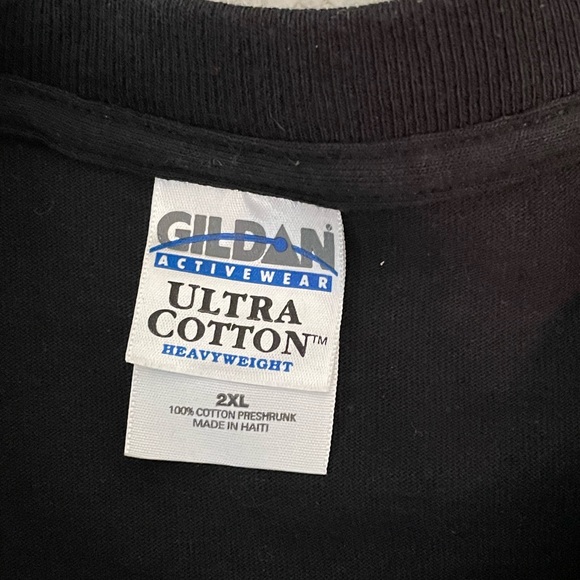 GILDAN®
ACTIVEWEAR
ULTRA
COTTON™
HEAVYWEIGHT
2XL
100% COTTON PRESHRUNK
MADE IN HAITI